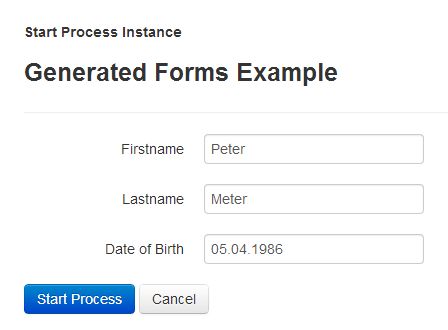 Start Process Instance
Generated Forms Example
Firstname Peter
Lastname Meter
Date of Birth 05.04.1986
Start Process Cancel